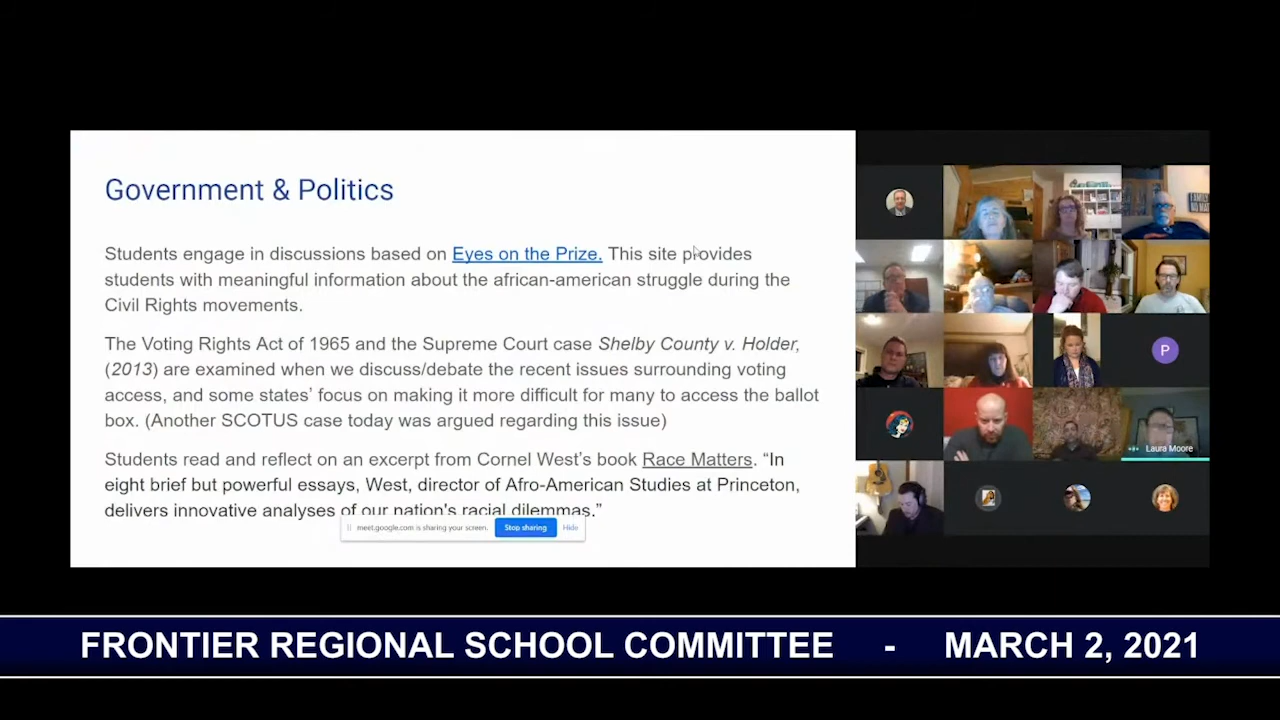 Government & Politics
Students engage in discussions based on Eyes on the Prize. This site provides
students with meaningful information about the african-american struggle during the
Civil Rights movements.
The Voting Rights Act of 1965 and the Supreme Court case Shelby County v. Holder,
(2013) are examined when we discuss/debate the recent issues surrounding voting
access, and some states' focus on making it more difficult for many to access the ballot
box. (Another SCOTUS case today was argued regarding this issue)
Students read and reflect on an excerpt from Cornel West's book Race Matters. "In
eight brief but powerful essays, West, director of Afro-American Studies at Princeton,
delivers innovative analyses of our nation's racial dilemmas."
meet.google.com is sharing your screen.
Stop sharing
Hide
P
Laura Moore
FRONTIER REGIONAL SCHOOL COMMITTEE - MARCH 2, 2021